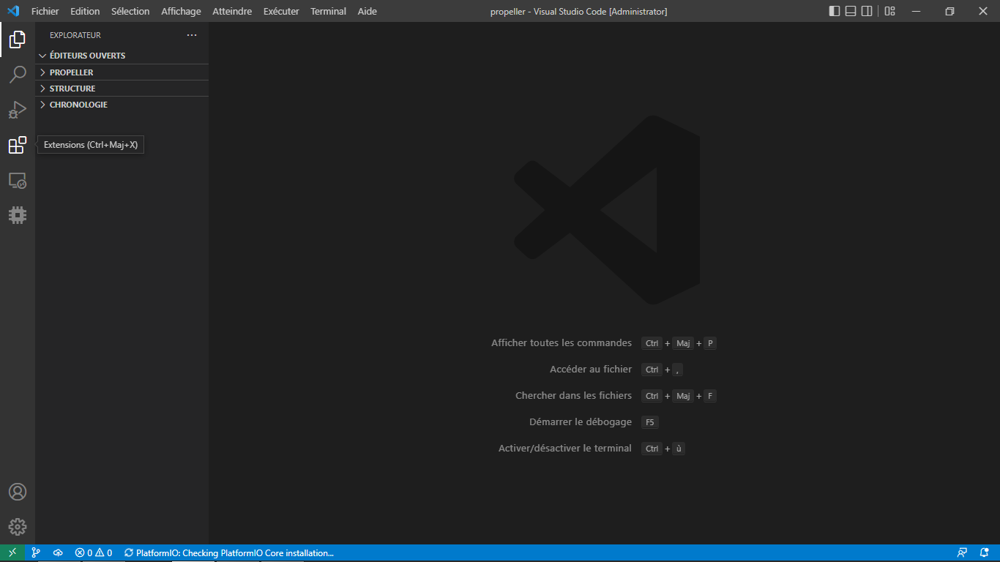 Fichier Edition Sélection Affichage Atteindre Exécuter Terminal Aide propeller - Visual Studio Code [Administrator]
EXPLORATEUR
ÉDITEURS OUVERTS
PROPELLER
STRUCTURE
CHRONOLOGIE
Extensions (Ctrl+Maj+X)
Afficher toutes les commandes Ctrl + Maj + P
Accéder au fichier Ctrl + ,
Chercher dans les fichiers Ctrl + Maj + F
Démarrer le débogage F5
Activer/désactiver le terminal Ctrl + ù
0 0 PlatformIO: Checking PlatformIO Core installation...